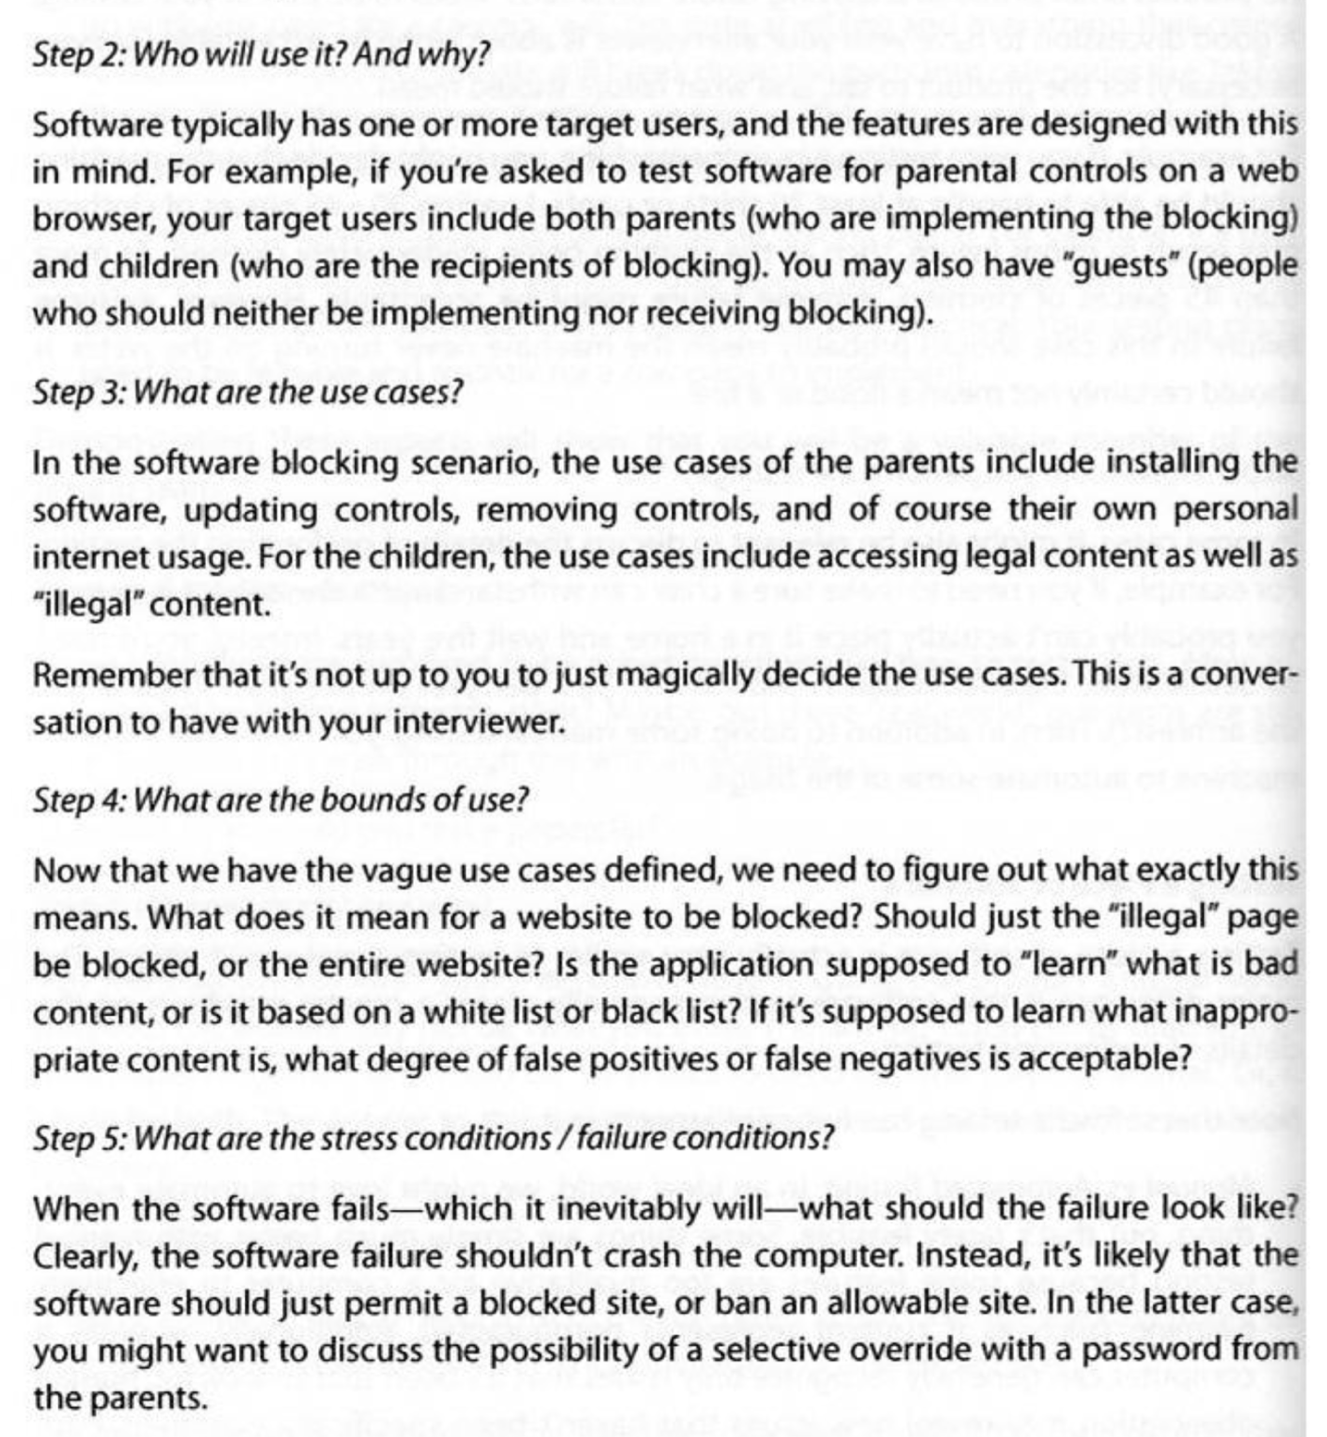 Step 2: Who will use it? And why?
Software typically has one or more target users, and the features are designed with this
in mind. For example, if you're asked to test software for parental controls on a web
browser, your target users include both parents (who are implementing the blocking)
and children (who are the recipients of blocking). You may also have "guests" (people
who should neither be implementing nor receiving blocking).
Step 3: What are the use cases?
In the software blocking scenario, the use cases of the parents include installing the
software, updating controls, removing controls, and of course their own personal
internet usage. For the children, the use cases include accessing legal content as well as
"illegal" content.
Remember that it's not up to you to just magically decide the use cases. This is a conver-
sation to have with your interviewer.
Step 4: What are the bounds of use?
Now that we have the vague use cases defined, we need to figure out what exactly this
means. What does it mean for a website to be blocked? Should just the "illegal" page
be blocked, or the entire website? Is the application supposed to "learn" what is bad
content, or is it based on a white list or black list? If it's supposed to learn what inappro-
priate content is, what degree of false positives or false negatives is acceptable?
Step 5: What are the stress conditions / failure conditions?
When the software fails—which it inevitably will—what should the failure look like?
Clearly, the software failure shouldn't crash the computer. Instead, it's likely that the
software should just permit a blocked site, or ban an allowable site. In the latter case,
you might want to discuss the possibility of a selective override with a password from
the parents.